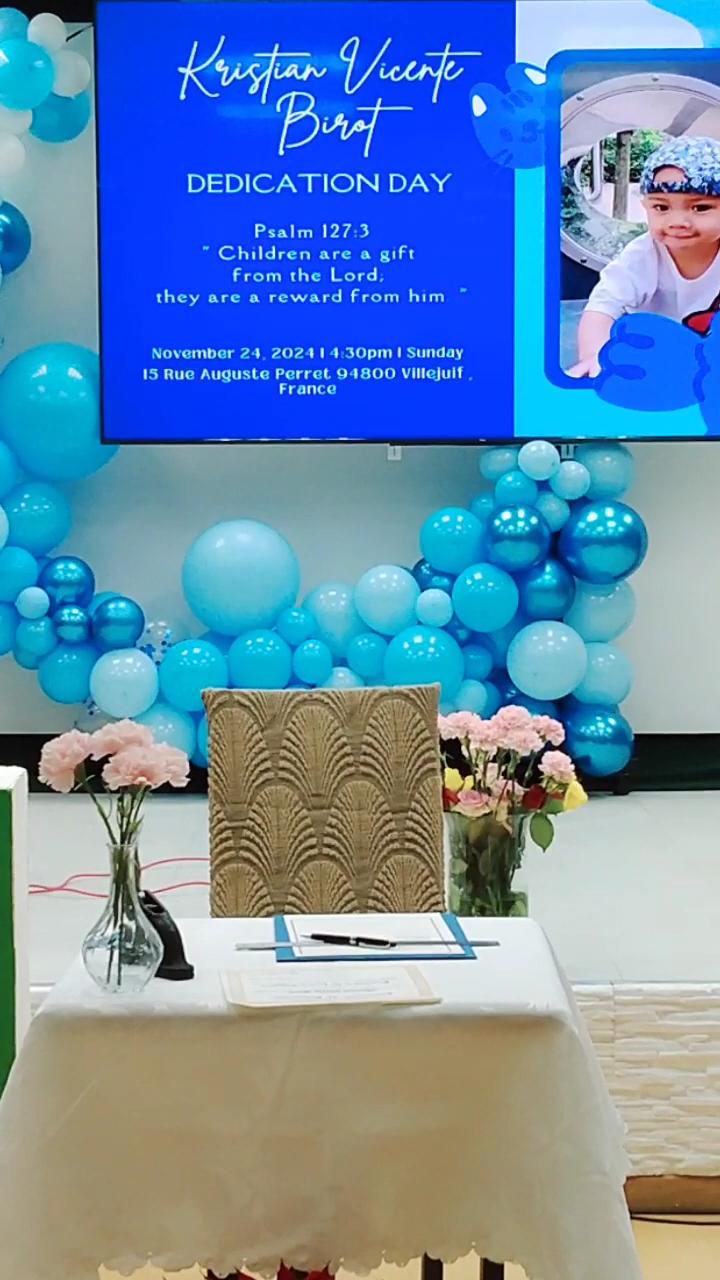 Kristian Vicente
Birot
DEDICATION DAY
Psalm 127:3
" Children are a gift
from the Lord;
they are a reward from him. "
November 24, 2024 | 4:30pm | Sunday
15 Rue Auguste Perret 94800 Villejuif ,
France